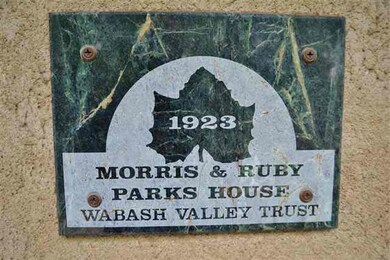 1923
MORRIS & RUBY
PARKS HOUSE
WABASH VALLEY TRUST